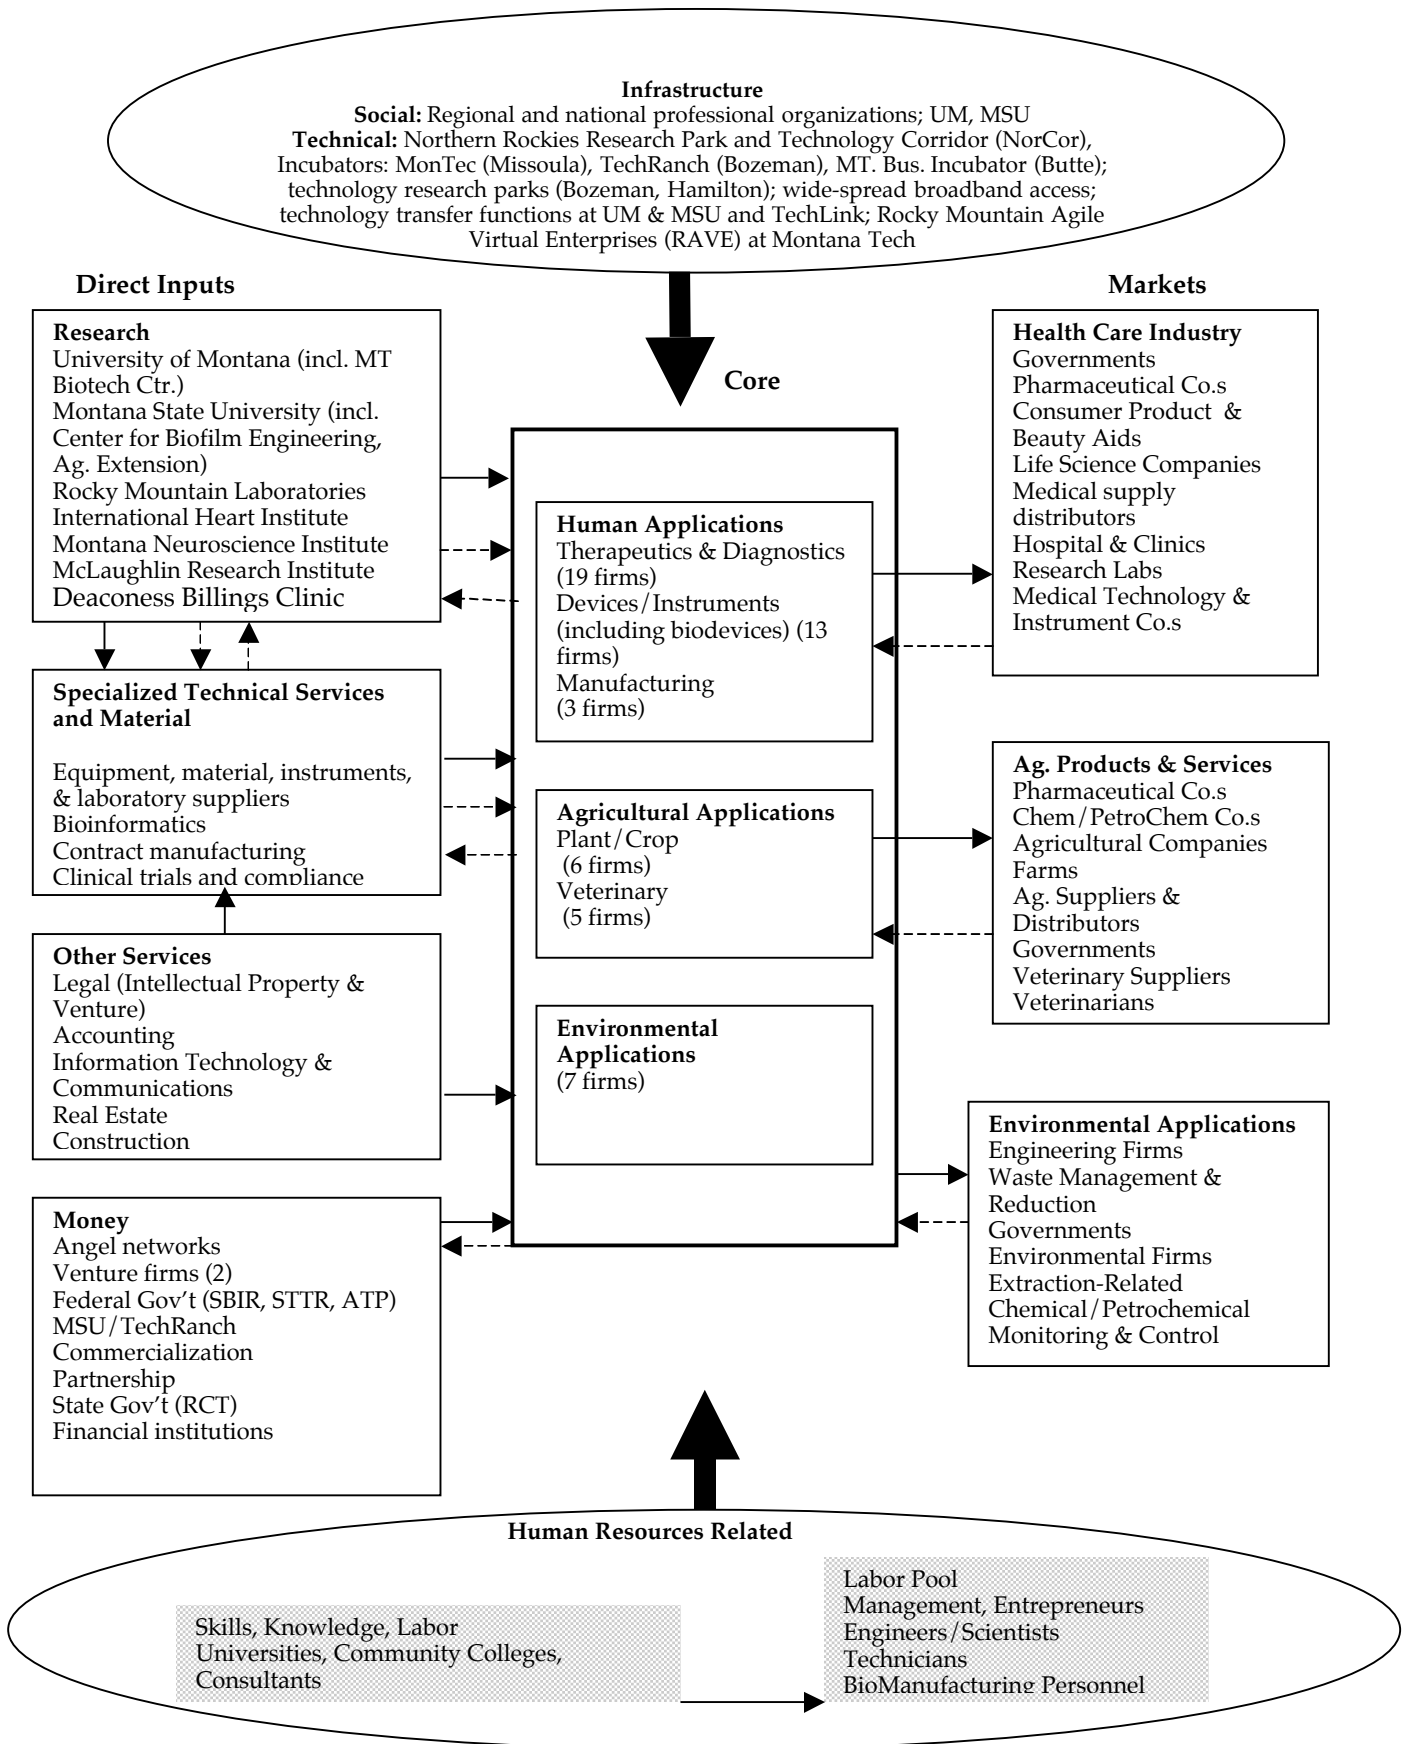 Infrastructure
Social: Regional and national professional organizations; UM, MSU
Technical: Northern Rockies Research Park and Technology Corridor (NorCor),
Incubators: MonTec (Missoula), TechRanch (Bozeman), MT. Bus. Incubator (Butte);
technology research parks (Bozeman, Hamilton); wide-spread broadband access;
technology transfer functions at UM & MSU and TechLink; Rocky Mountain Agile
Virtual Enterprises (RAVE) at Montana Tech
Direct Inputs
Research
University of Montana (incl. MT
Biotech Ctr.)
Montana State University (incl.
Center for Biofilm Engineering,
Ag. Extension)
Rocky Mountain Laboratories
International Heart Institute
Montana Neuroscience Institute
McLaughlin Research Institute
Deaconess Billings Clinic
Specialized Technical Services
and Material
Equipment, material, instruments,
& laboratory suppliers
Bioinformatics
Contract manufacturing
Clinical trials and compliance
Other Services
Legal (Intellectual Property &
Venture)
Accounting
Information Technology &
Communications
Real Estate
Construction
Money
Angel networks
Venture firms (2)
Federal Gov't (SBIR, STTR, ATP)
MSU/TechRanch
Commercialization
Partnership
State Gov't (RCT)
Financial institutions
Core
Human Applications
Therapeutics & Diagnostics
(19 firms)
Devices/Instruments
(including biodevices) (13
firms)
Manufacturing
(3 firms)
Agricultural Applications
Plant/Crop
(6 firms)
Veterinary
(5 firms)
Environmental
Applications
(7 firms)
Markets
Health Care Industry
Governments
Pharmaceutical Co.s
Consumer Product &
Beauty Aids
Life Science Companies
Medical supply
distributors
Hospital & Clinics
Research Labs
Medical Technology &
Instrument Co.s
Ag. Products & Services
Pharmaceutical Co.s
Chem/PetroChem Co.s
Agricultural Companies
Farms
Ag. Suppliers &
Distributors
Governments
Veterinary Suppliers
Veterinarians
Environmental Applications
Engineering Firms
Waste Management &
Reduction
Governments
Environmental Firms
Extraction-Related
Chemical/Petrochemical
Monitoring & Control
Human Resources Related
Skills, Knowledge, Labor
Universities, Community Colleges,
Consultants
Labor Pool
Management, Entrepreneurs
Engineers/Scientists
Technicians
BioManufacturing Personnel